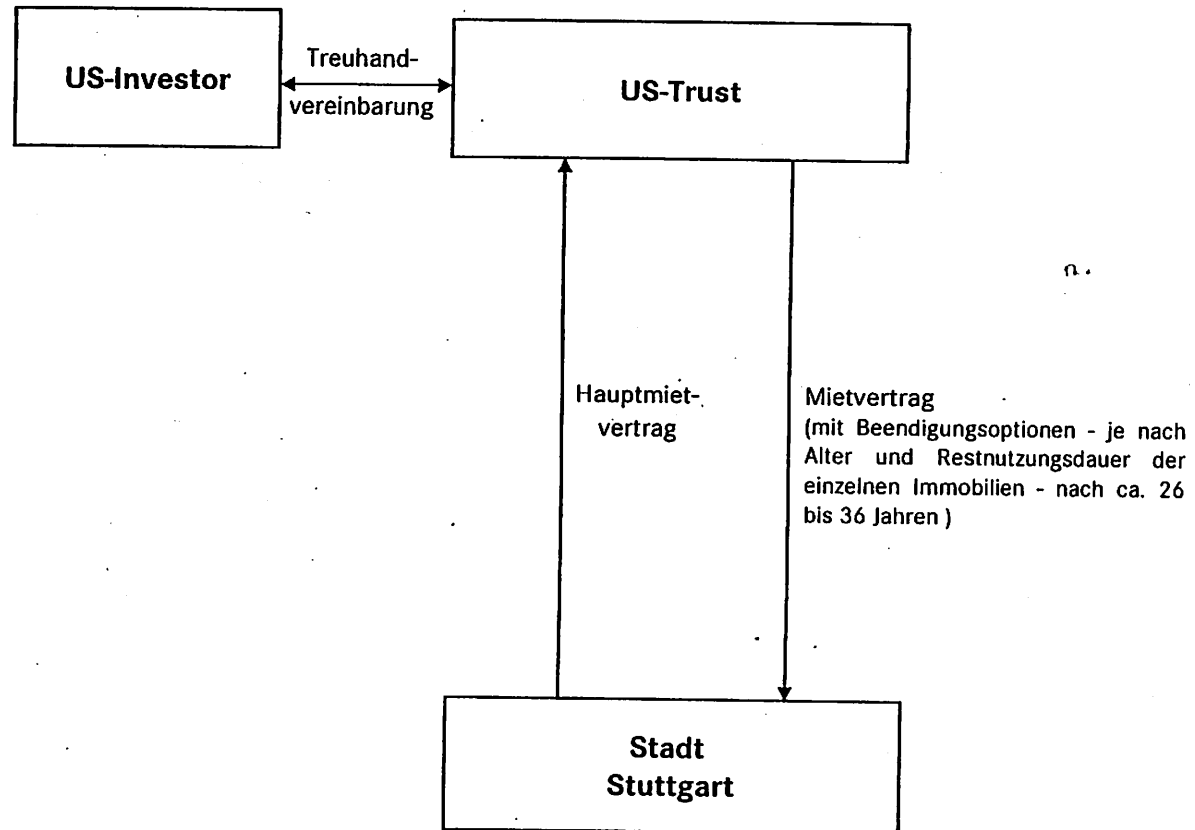 US-Investor
Treuhand-
vereinbarung
US-Trust
Hauptmiet-
vertrag
Mietvertrag
(mit Beendigungsoptionen - je nach
Alter und Restnutzungsdauer der
einzelnen Immobilien - nach ca. 26
bis 36 Jahren )
Stadt
Stuttgart